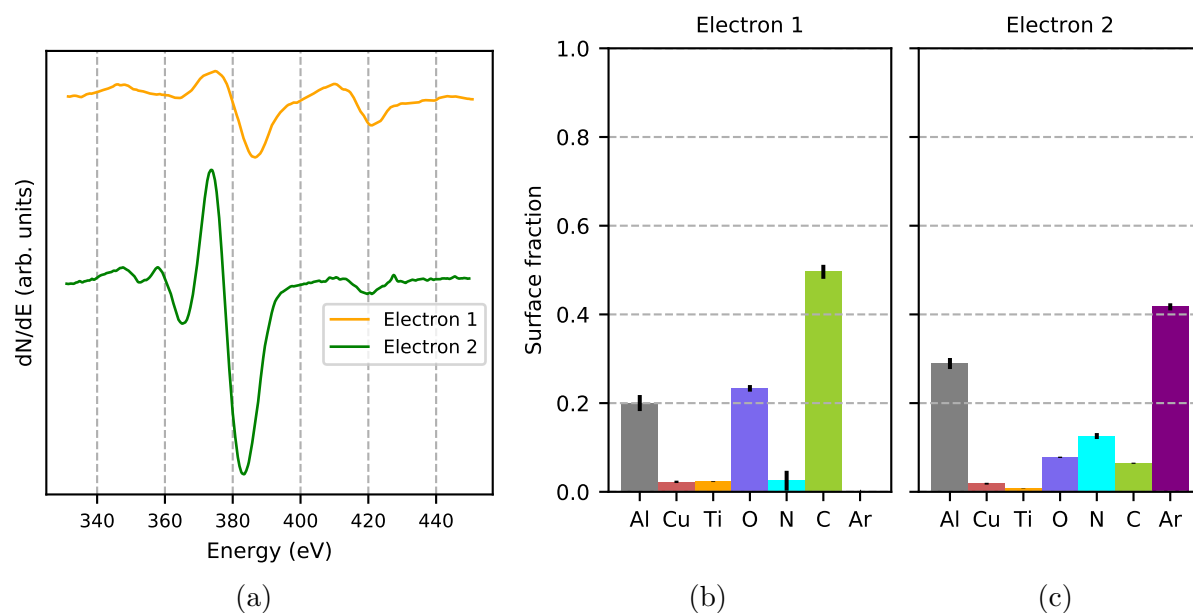 dN/dE (arb. units)
Electron 1
Electron 2
340 360 380 400 420 440
Energy (eV)
(a)
Electron 1
Surface fraction
1.0
0.8
0.6
0.4
0.2
0.0
Al Cu Ti O N C Ar
(b)
Electron 2
Al Cu Ti O N C Ar
(c)